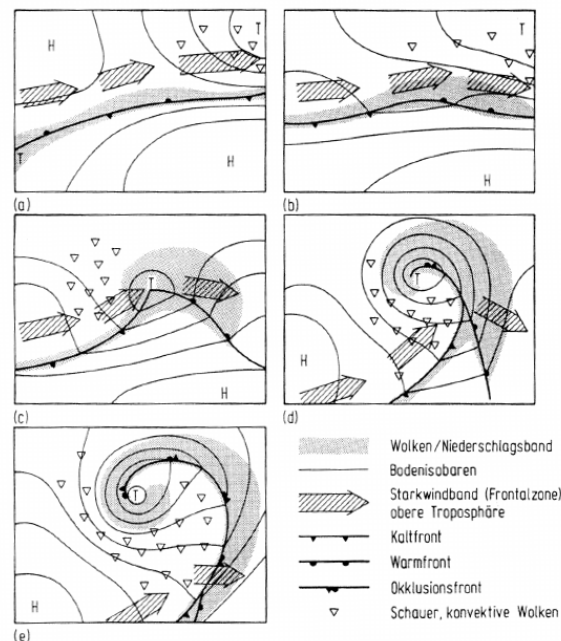 H
T
T
H
(a)
T
H
H
(b)
T
H
(c)
T
H
(d)
T
H
(e)
Wolken/Niederschlagsband
Bodenisobaren
Starkwindband (Frontalzone)
obere Troposphäre
Kaltfront
Warmfront
Okklusionsfront
Schauer, konvektive Wolken